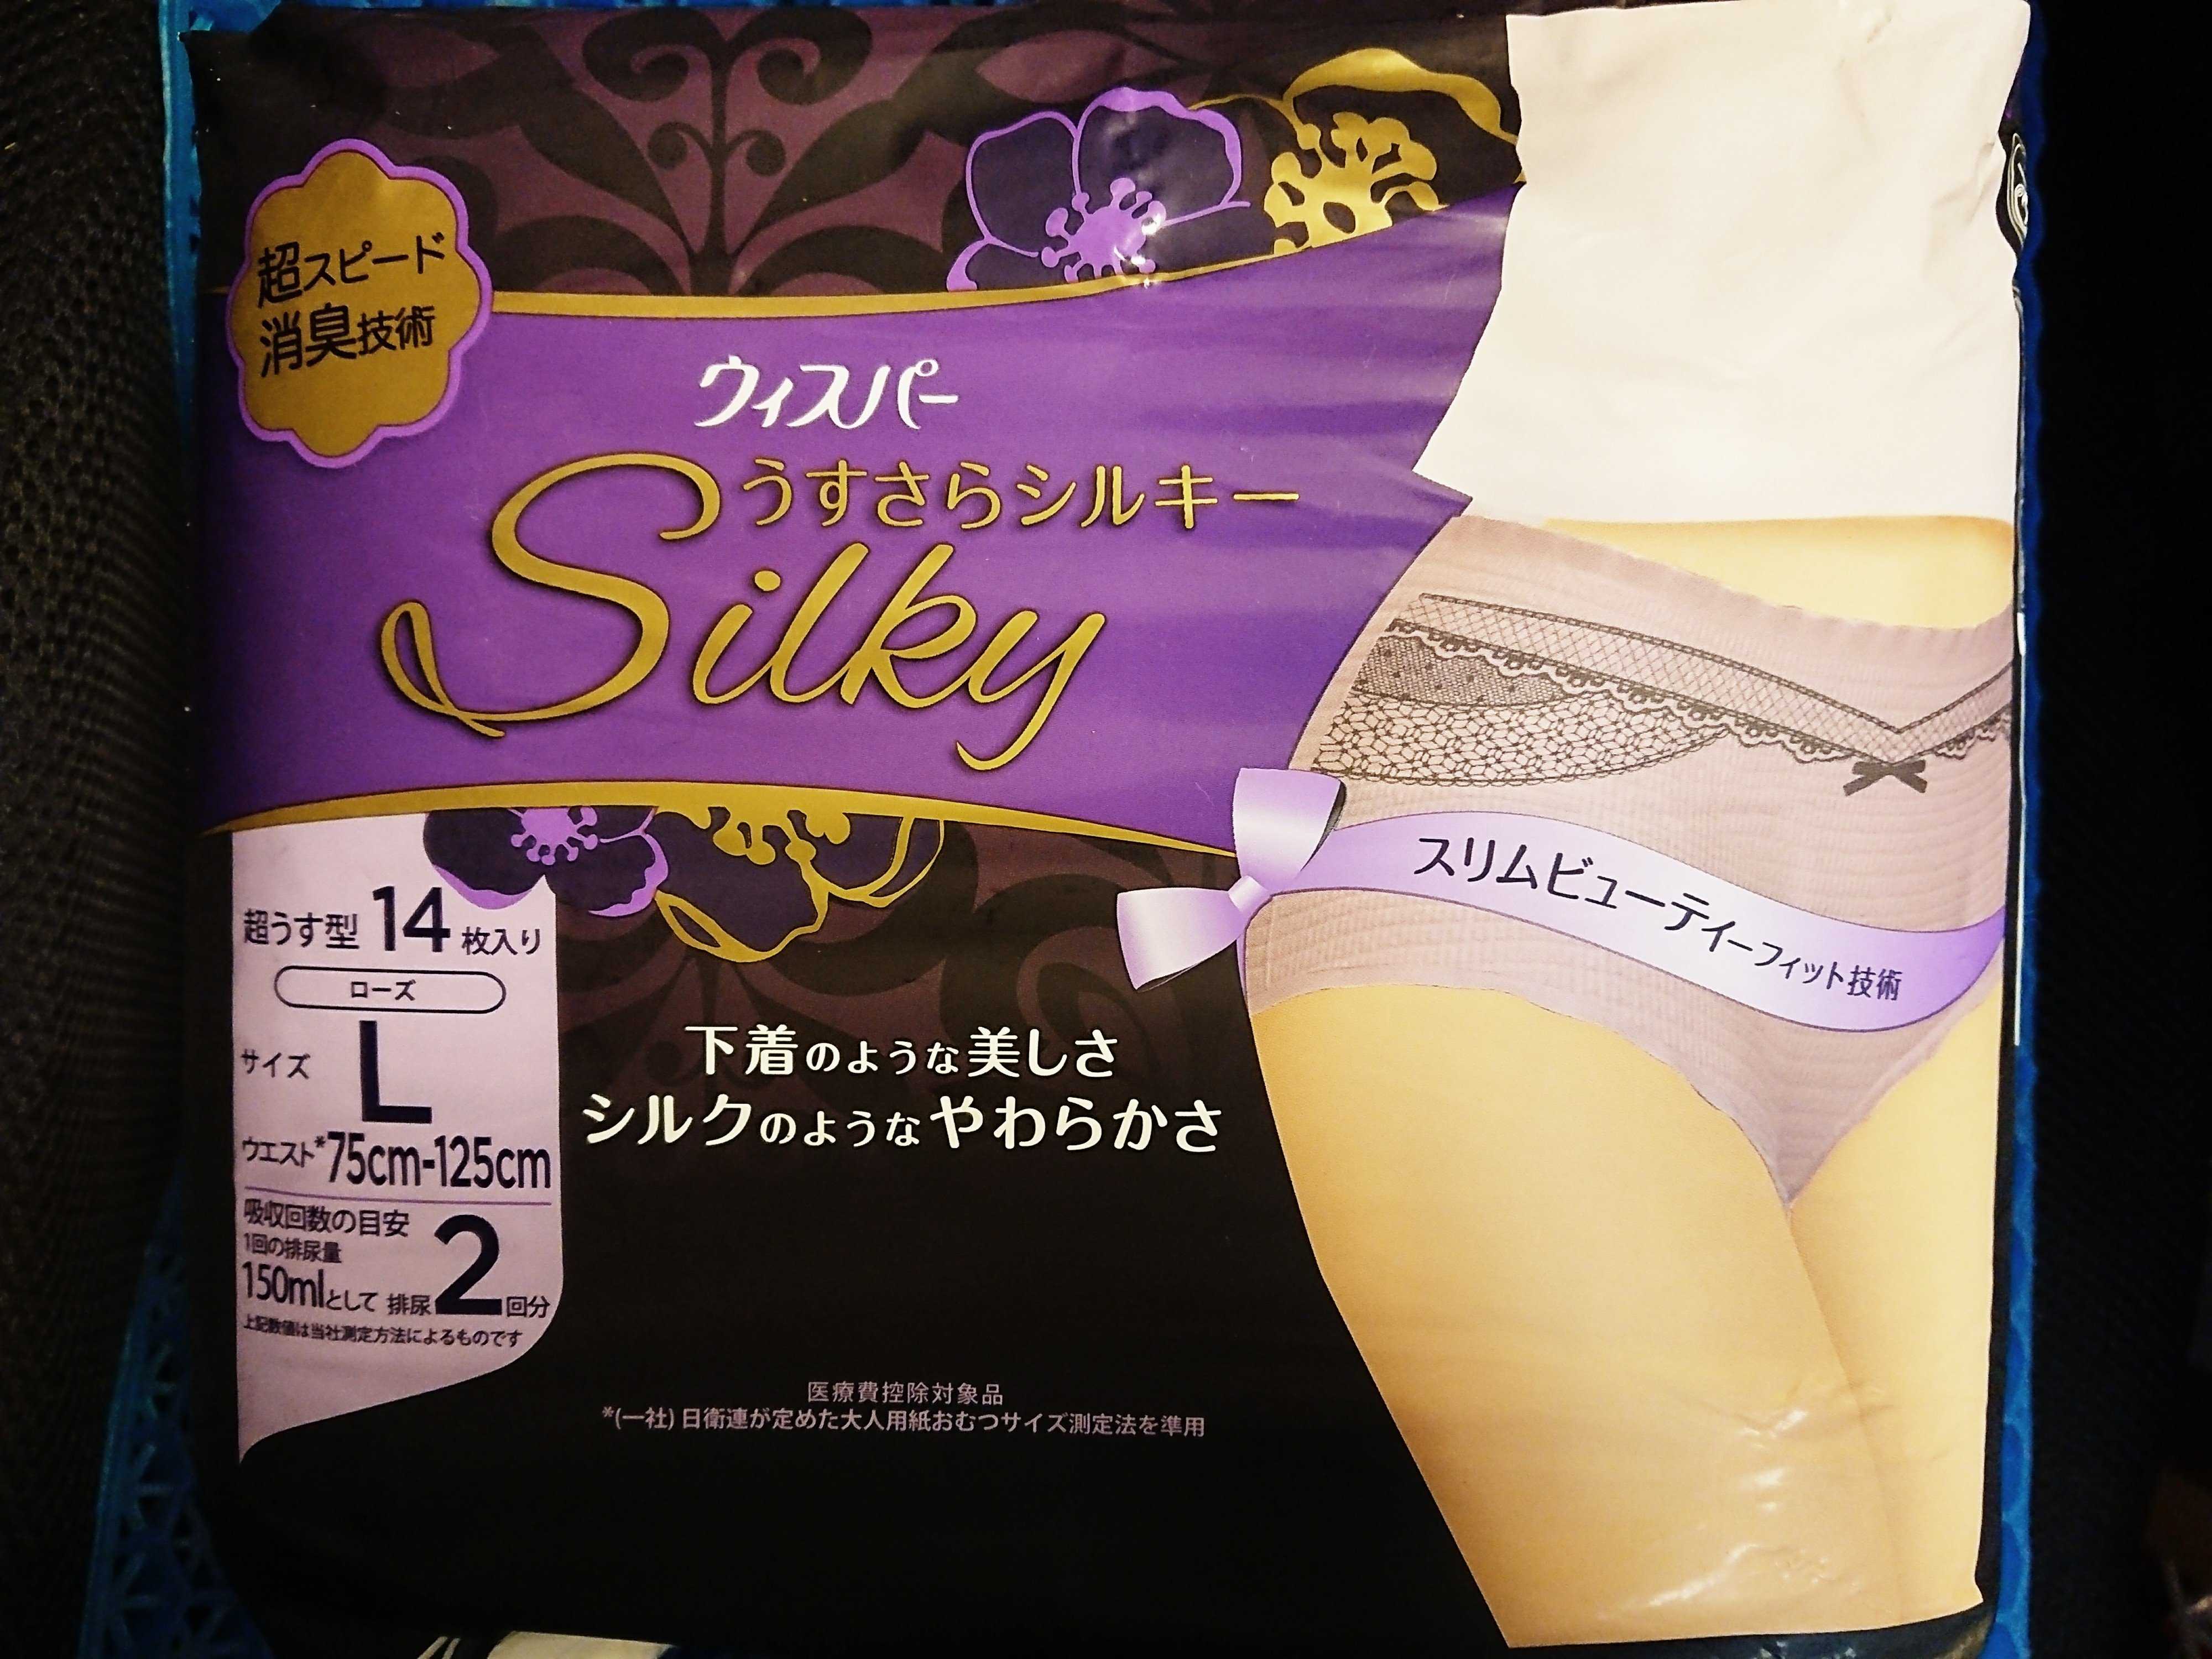 超スピード
消臭技術
ウィスパー
うすさらシルキー
Silky
スリムビューティーフィット技術
超うす型 14枚入り
ローズ
サイズ L
ウエスト*75cm-125cm
吸収回数の目安
1回の排尿量
150mlとして 排尿2回分
上記数値は当社測定方法によるものです
下着のような美しさ
シルクのようなやわらかさ
医療費控除対象品
*(一社)日衛連が定めた大人用紙おむつサイズ測定法を準用